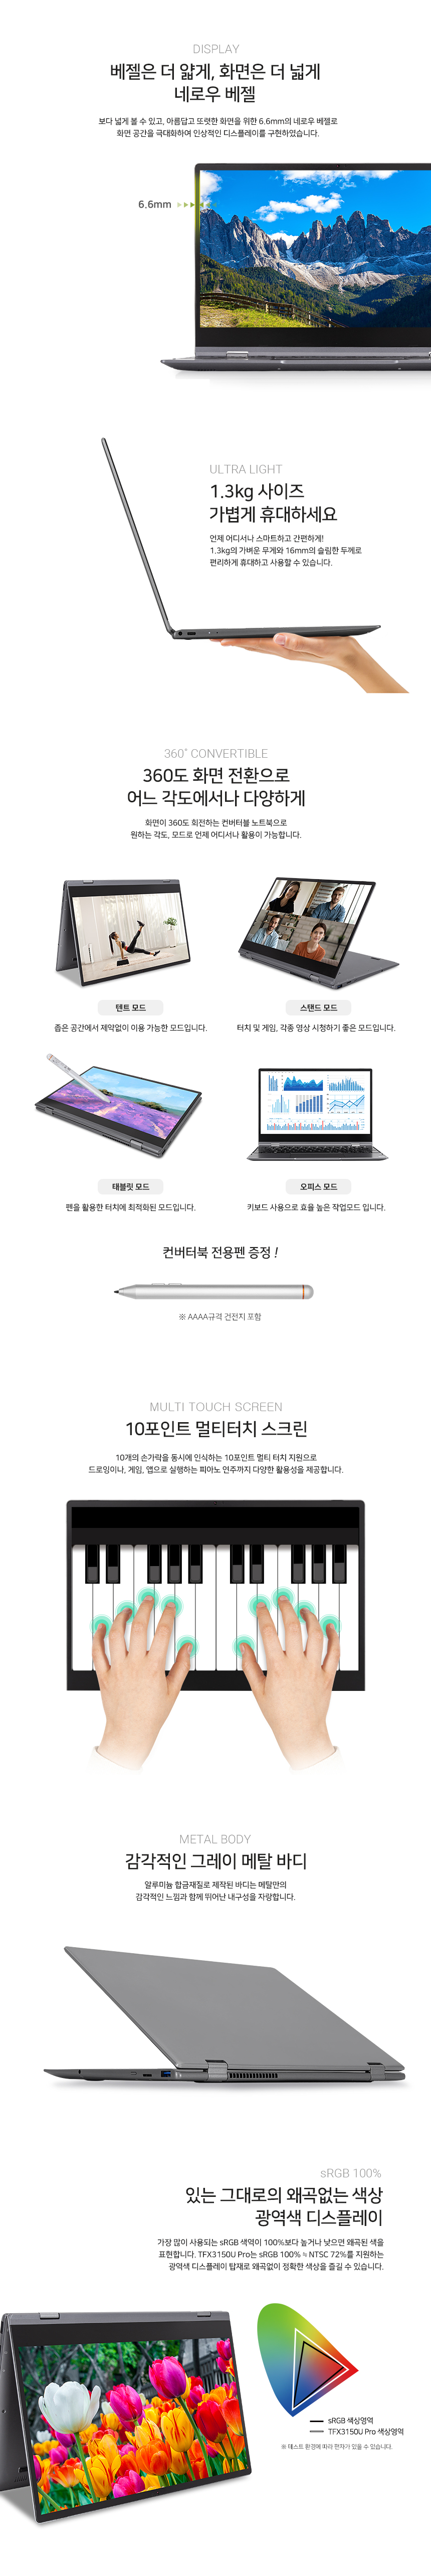 DISPLAY
베젤은 더 얇게, 화면은 더 넓게
네로우 베젤
보다 넓게 볼 수 있고, 아름답고 또렷한 화면을 위한 6.6mm의 네로우 베젤로
화면 공간을 극대화하여 인상적인 디스플레이를 구현하였습니다.
6.6mm
ULTRA LIGHT
1.3kg 사이즈
가볍게 휴대하세요
언제 어디서나 스마트하고 간편하게!
1.3kg의 가벼운 무게와 16mm의 슬림한 두께로
편리하게 휴대하고 사용할 수 있습니다.
360° CONVERTIBLE
360도 화면 전환으로
어느 각도에서나 다양하게
화면이 360도 회전하는 컨버터블 노트북으로
원하는 각도, 모드로 언제 어디서나 활용이 가능합니다.
텐트 모드
스탠드 모드
좁은 공간에서 제약없이 이용 가능한 모드입니다.
터치 및 게임, 각종 영상 시청하기 좋은 모드입니다.
태블릿 모드
오피스 모드
펜을 활용한 터치에 최적화된 모드입니다.
키보드 사용으로 효율 높은 작업모드 입니다.
컨버터북 전용펜 증정 !
※ AAAA규격 건전지 포함
MULTI TOUCH SCREEN
10포인트 멀티터치 스크린
10개의 손가락을 동시에 인식하는 10포인트 멀티 터치 지원으로
드로잉이나, 게임, 앱으로 실행하는 피아노 연주까지 다양한 활용성을 제공합니다.
METAL BODY
감각적인 그레이 메탈 바디
알루미늄 합금재질로 제작된 바디는 메탈만의
감각적인 느낌과 함께 뛰어난 내구성을 자랑합니다.
sRGB 100%
있는 그대로의 왜곡없는 색상
광역색 디스플레이
가장 많이 사용되는 sRGB 색역이 100%보다 높거나 낮으면 왜곡된 색을
표현합니다. TFX3150U Pro는 sRGB 100% ≒ NTSC 72%를 지원하는
광역색 디스플레이 탑재로 왜곡없이 정확한 색상을 즐길 수 있습니다.
sRGB 색상영역
TFX3150U Pro 색상영역
※ 테스트 환경에 따라 편차가 있을 수 있습니다.